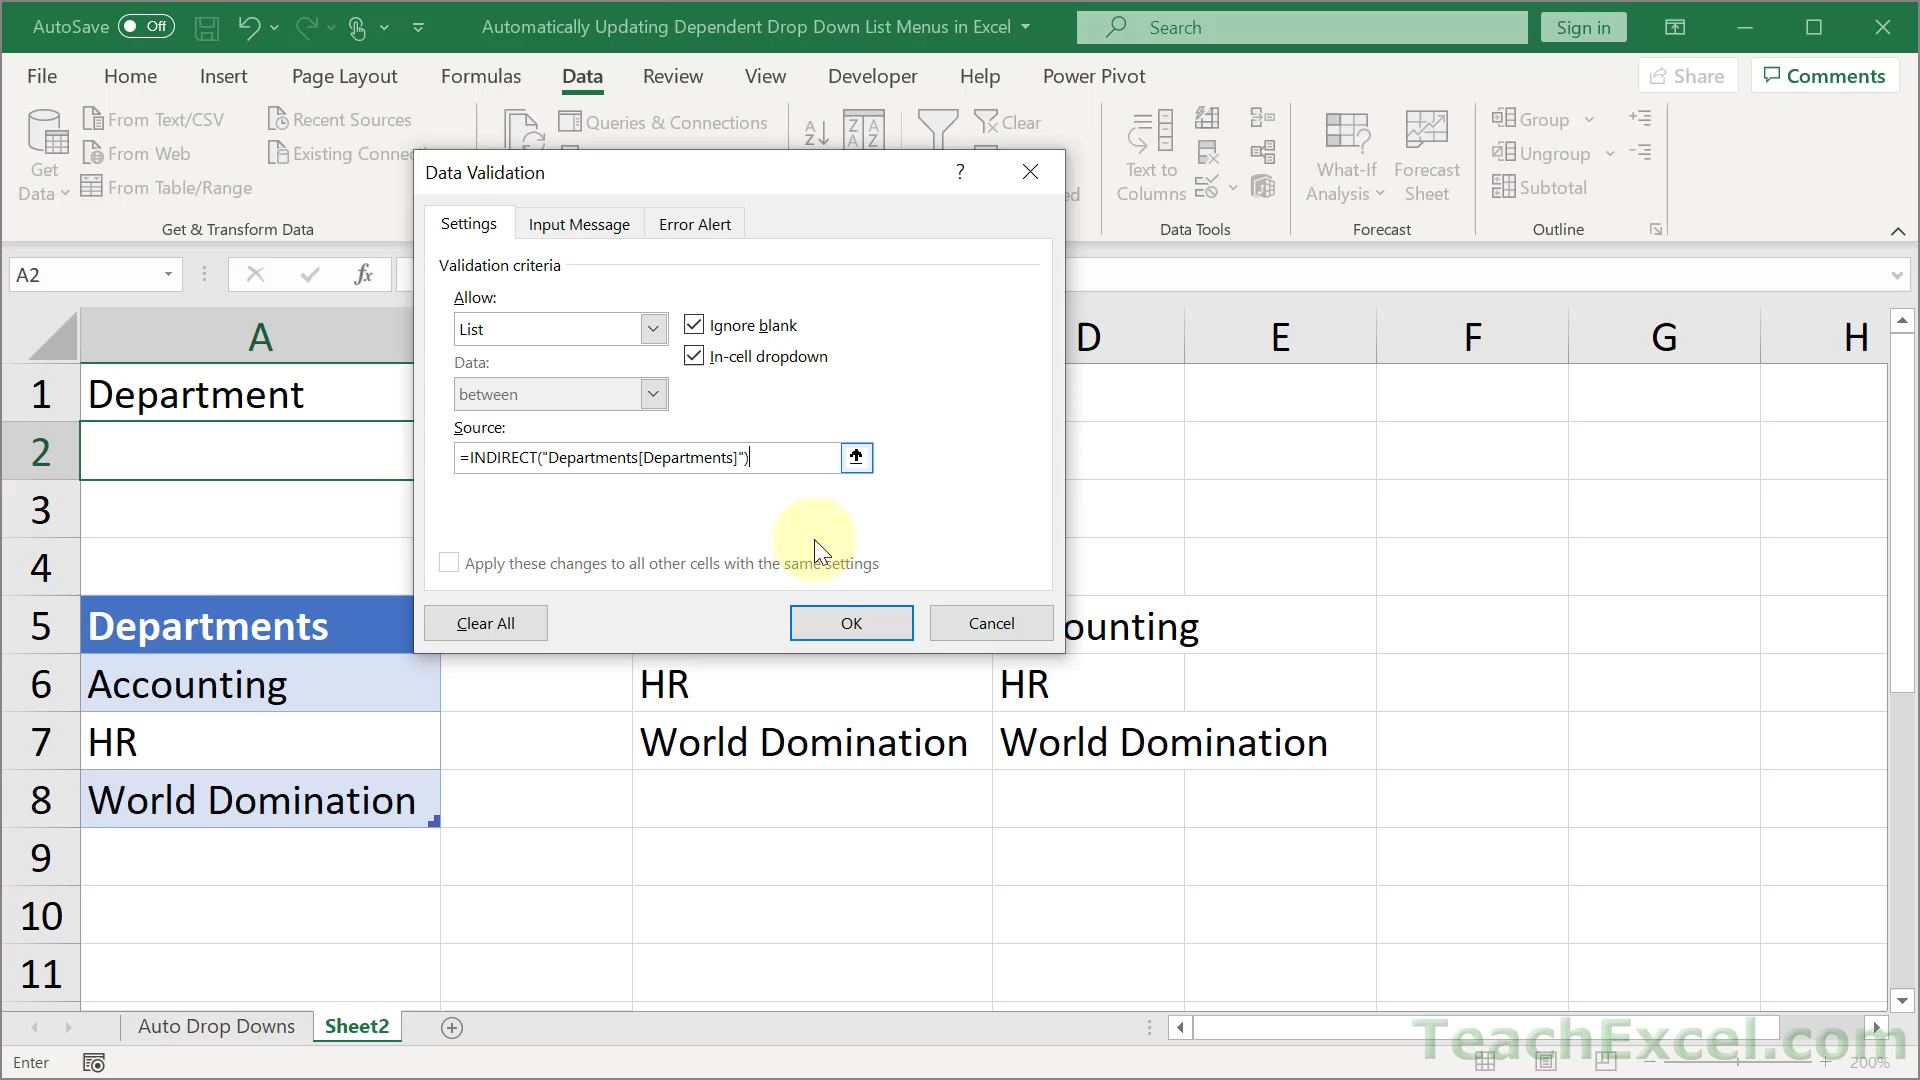 AutoSave Off
Automatically Updating Dependent Drop Down List Menus in Excel
Search
Sign in
File Home Insert Page Layout Formulas Data Review View Developer Help Power Pivot
Share
Comments
Get Data
From Text/CSV
From Web
From Table/Range
Recent Sources
Queries & Connections
Clear
Text to Columns
What-If Analysis
Forecast Sheet
Group
Ungroup
Subtotal
Get & Transform Data
Data Tools
Forecast
Outline
A2
fx
Data Validation
?
Settings
Input Message
Error Alert
Validation criteria
Allow:
List
Ignore blank
In-cell dropdown
Data:
between
Source:
=INDIRECT("Departments[Departments]")
Apply these changes to all other cells with the same settings
Clear All
OK
Cancel
A D E F G H
1 Department
2
3
4
5 Departments
6 Accounting HR HR
7 HR World Domination World Domination
8 World Domination
9
10
11
Auto Drop Downs
Sheet2
TeachExcel.com
Enter
200%